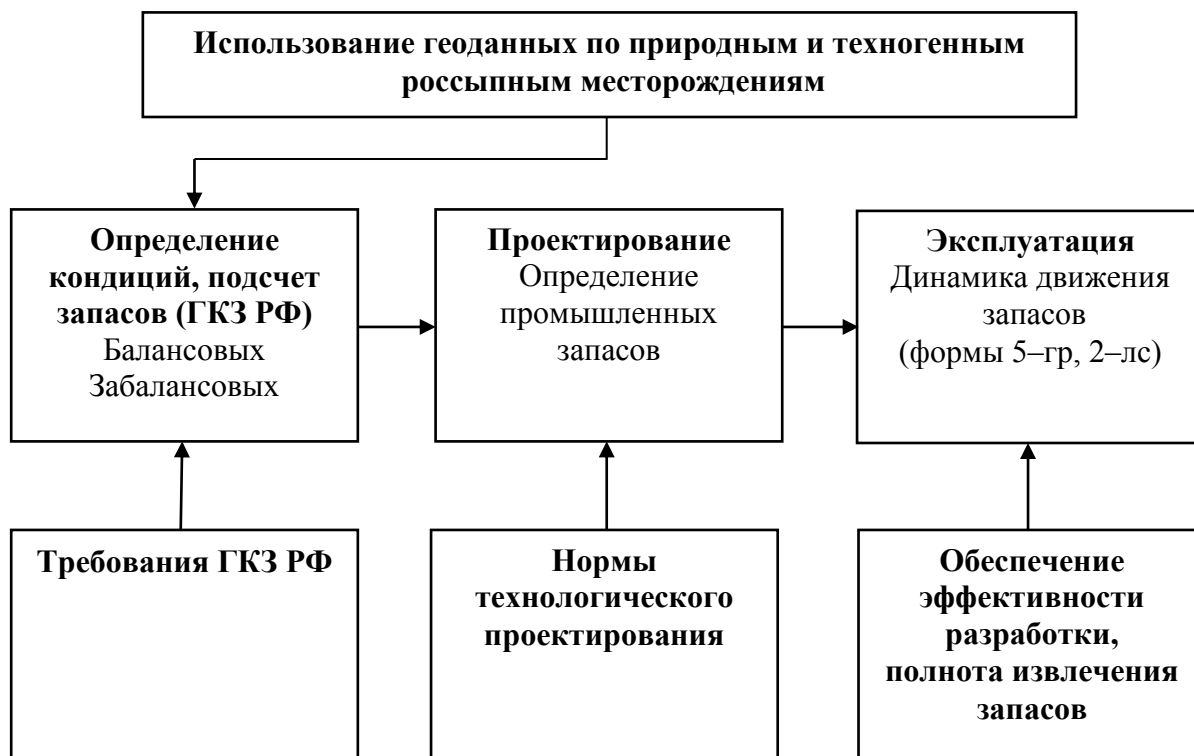 Использование геоданных по природным и техногенным
россыпным месторождениям
Определение
кондиций, подсчет
запасов (ГКЗ РФ)
Балансовых
Забалансовых
Проектирование
Определение
промышленных
запасов
Эксплуатация
Динамика движения
запасов
(формы 5–гр, 2–лс)
Требования ГКЗ РФ
Нормы
технологического
проектирования
Обеспечение
эффективности
разработки,
полнота извлечения
запасов